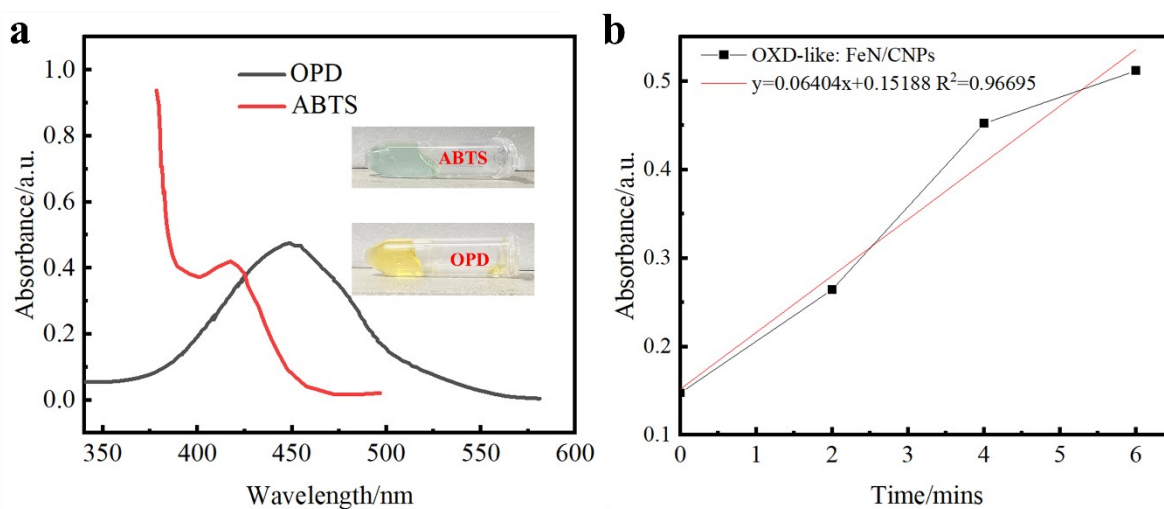 a
OPD
ABTS
1.0
0.8
0.6
0.4
0.2
0.0
Absorbance/a.u.
ABTS
OPD
350 400 450 500 550 600
Wavelength/nm
b
OXD-like: FeN/CNPs
y=0.06404x+0.15188 R²=0.96695
0.5
0.4
0.3
0.2
0.1
Absorbance/a.u.
0 1 2 3 4 5 6
Time/mins